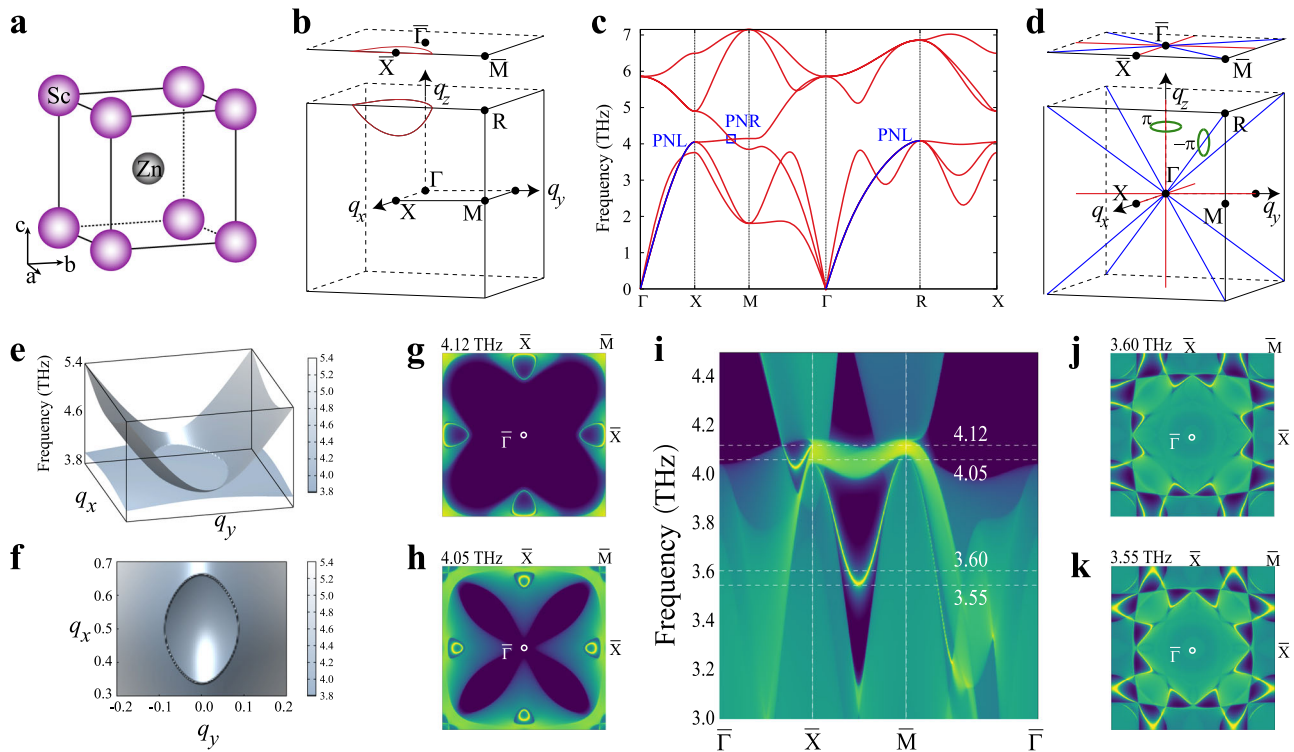 a
Sc
Zn
c
a
b
b
Γ̅
X̅
M̅
q_z
R
Γ
X
M
q_x
q_y
c
Frequency (THz)
6
5
4
3
2
1
0
PNL
PNR
PNL
Γ
X
M
Γ
R
X
d
Γ̅
X̅
M̅
q_z
π
R
−π
Γ
X
q_x
M
q_y
e
Frequency (THz)
5.4
4.6
3.8
q_x
q_y
5.4
5.2
5.0
4.8
4.6
4.4
4.2
4.0
3.8
f
q_x
0.7
0.6
0.5
0.4
0.3
-0.2
-0.1
0.0
0.1
0.2
q_y
5.4
5.2
5.0
4.8
4.6
4.4
4.2
4.0
3.8
g
4.12 THz
X̅
M̅
Γ̅
X̅
h
4.05 THz
X̅
M̅
Γ̅
X̅
i
Frequency (THz)
4.4
4.2
4.0
3.8
3.6
3.4
3.2
3.0
4.12
4.05
3.60
3.55
Γ̅
X̅
M̅
Γ̅
j
3.60 THz
X̅
M̅
Γ̅
X̅
k
3.55 THz
X̅
M̅
Γ̅
X̅